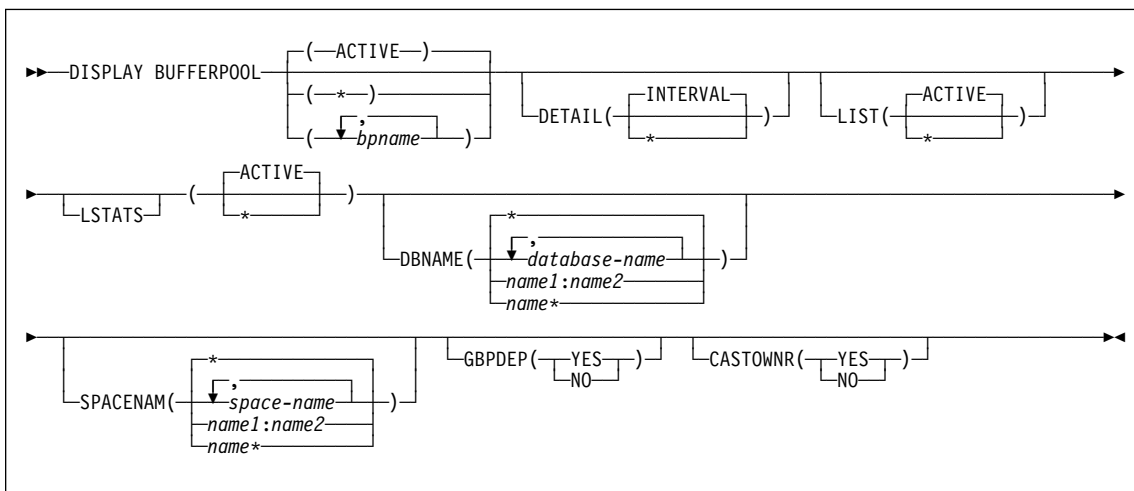 ( ACTIVE )
DISPLAY BUFFERPOOL
( * )
( , bpname )
DETAIL( INTERVAL * )
LIST( ACTIVE * )
LSTATS ( ACTIVE * )
DBNAME( *
,
database-name )
name1:name2
name*
SPACENAM( *
,
space-name )
name1:name2
name*
GBPDEP( YES )
NO
CASTOWNR( YES )
NO